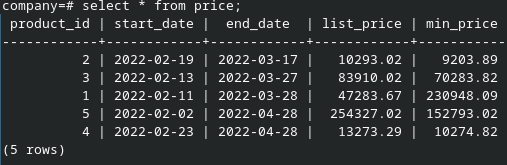 company=# select * from price;
product_id | start_date | end_date | list_price | min_price
------------+------------+------------+------------+-----------
2 | 2022-02-19 | 2022-03-17 | 10293.02 | 9203.89
3 | 2022-02-13 | 2022-03-27 | 83910.02 | 70283.82
1 | 2022-02-11 | 2022-03-28 | 47283.67 | 230948.09
5 | 2022-02-02 | 2022-04-28 | 254327.02 | 152793.02
4 | 2022-02-23 | 2022-04-28 | 13273.29 | 10274.82
(5 rows)